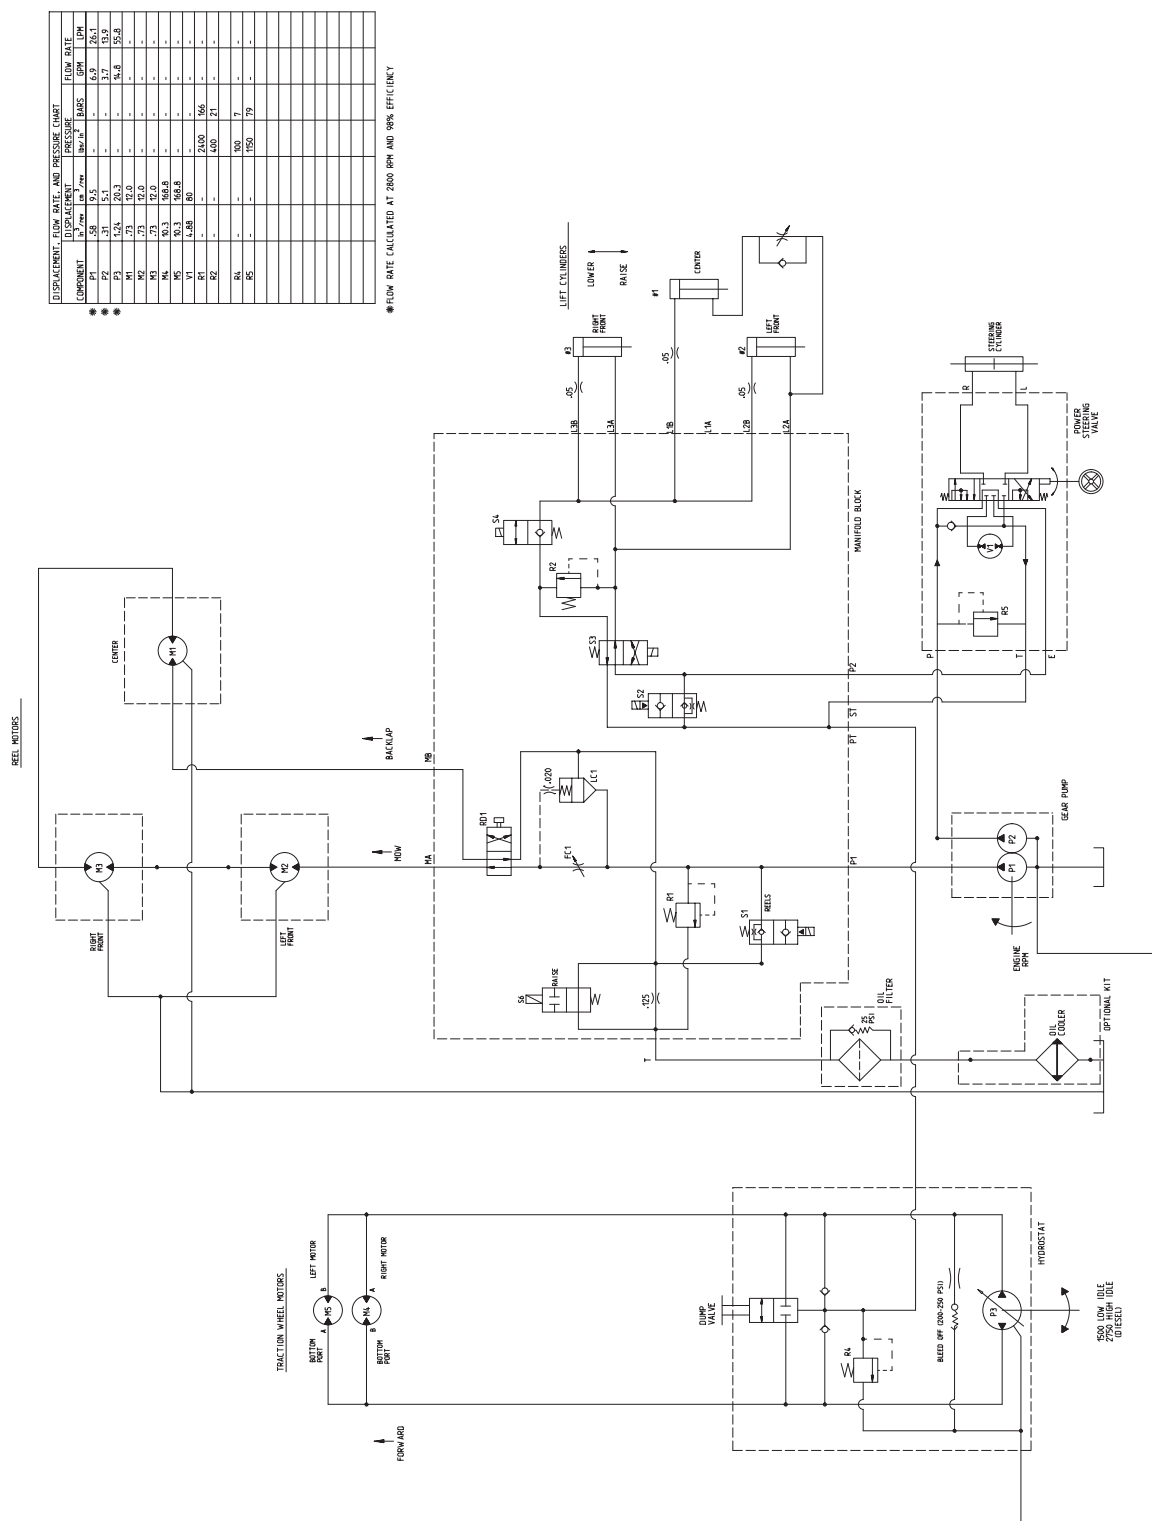 DISPLACEMENT, FLOW RATE, AND PRESSURE CHART
DISPLACEMENT PRESSURE FLOW RATE
COMPONENT in³/rev cm³/rev lbs/in² BARS GPM LPM
* P1 .58 9.5 - - 6.9 26.1
* P2 .31 5.1 - - 3.7 13.9
* P3 1.24 20.3 - - 14.8 55.8
M1 .73 12.0 - - - -
M2 .73 12.0 - - - -
M3 .73 12.0 - - - -
M4 10.3 168.8 - - - -
M5 10.3 168.8 - - - -
V1 4.88 80 - - - -
R1 - - 2400 166 - -
R2 - - 400 21 - -
R4 - - 100 7 - -
R5 - - 1150 79 - -
* FLOW RATE CALCULATED AT 2800 RPM AND 98% EFFICIENCY
LIFT CYLINDERS
LOWER
RAISE
#1
CENTER
#3
RIGHT
FRONT
#2
LEFT
FRONT
.05
.05
.05
L3B
L3A
L1B
L1A
L2B
L2A
STEERING
CYLINDER
R
L
POWER
STEERING
VALVE
V1
R5
P
T
E
MANIFOLD BLOCK
S4
R2
S3
S2
P2
ST
PT
REEL MOTORS
CENTER
M1
M3
RIGHT
FRONT
M2
LEFT
FRONT
BACKLAP
MB
MOW
MA
RD1
.020
LC1
FC1
R1
S1
REELS
P1
S6
RAISE
.125
T
GEAR PUMP
P2
P1
ENGINE
RPM
OIL
FILTER
25
PSI
OIL
COOLER
OPTIONAL KIT
TRACTION WHEEL MOTORS
LEFT MOTOR
B
M5
A
BOTTOM
PORT
RIGHT MOTOR
A
M4
B
BOTTOM
PORT
FORWARD
DUMP
VALVE
R4
BLEED OFF (200-250 PSI)
P3
HYDROSTAT
1500 LOW IDLE
2750 HIGH IDLE
(DIESEL)